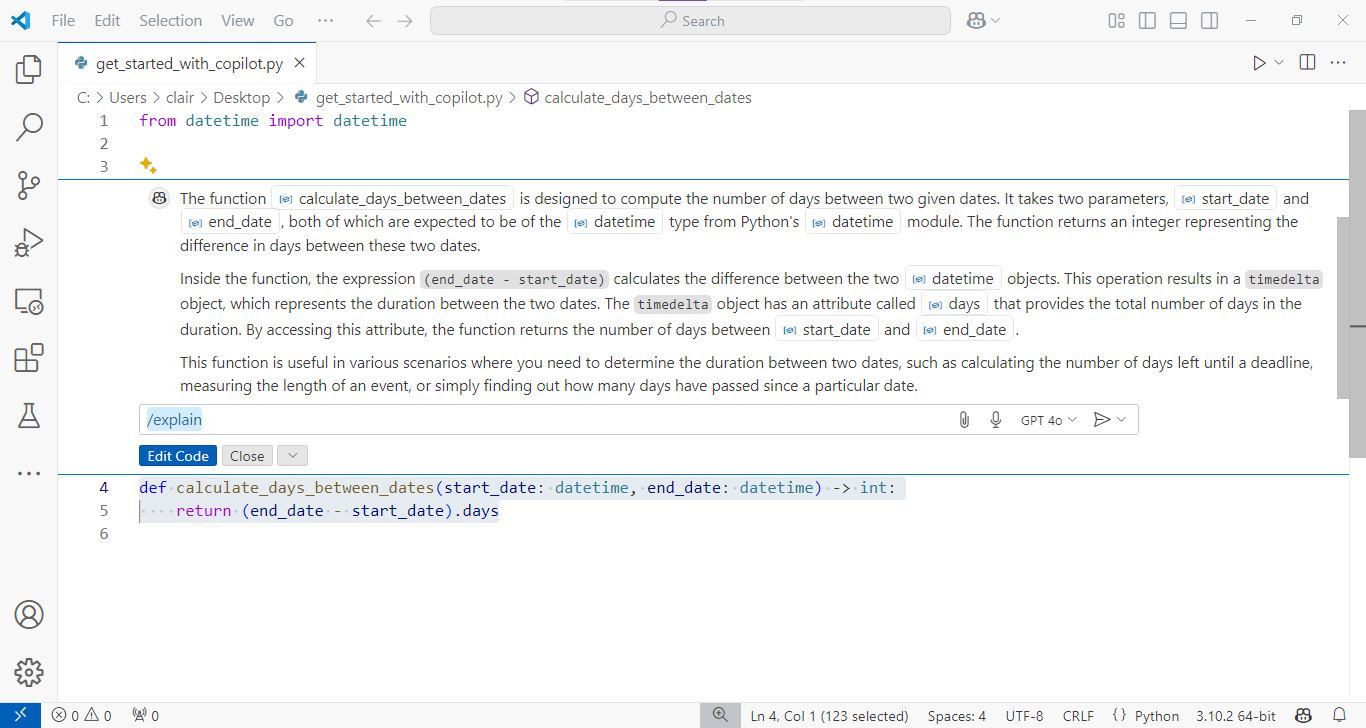 File Edit Selection View Go ··· Search
get_started_with_copilot.py
C: > Users > clair > Desktop > get_started_with_copilot.py > calculate_days_between_dates
1 from datetime import datetime
2
3
The function calculate_days_between_dates is designed to compute the number of days between two given dates. It takes two parameters, start_date and
end_date , both of which are expected to be of the datetime type from Python's datetime module. The function returns an integer representing the
difference in days between these two dates.
Inside the function, the expression (end_date - start_date) calculates the difference between the two datetime objects. This operation results in a timedelta
object, which represents the duration between the two dates. The timedelta object has an attribute called days that provides the total number of days in the
duration. By accessing this attribute, the function returns the number of days between start_date and end_date .
This function is useful in various scenarios where you need to determine the duration between two dates, such as calculating the number of days left until a deadline,
measuring the length of an event, or simply finding out how many days have passed since a particular date.
/explain GPT 4o
Edit Code Close
4 def calculate_days_between_dates(start_date: datetime, end_date: datetime) -> int:
5 return (end_date - start_date).days
6
0 0 0 Ln 4, Col 1 (123 selected) Spaces: 4 UTF-8 CRLF {} Python 3.10.2 64-bit